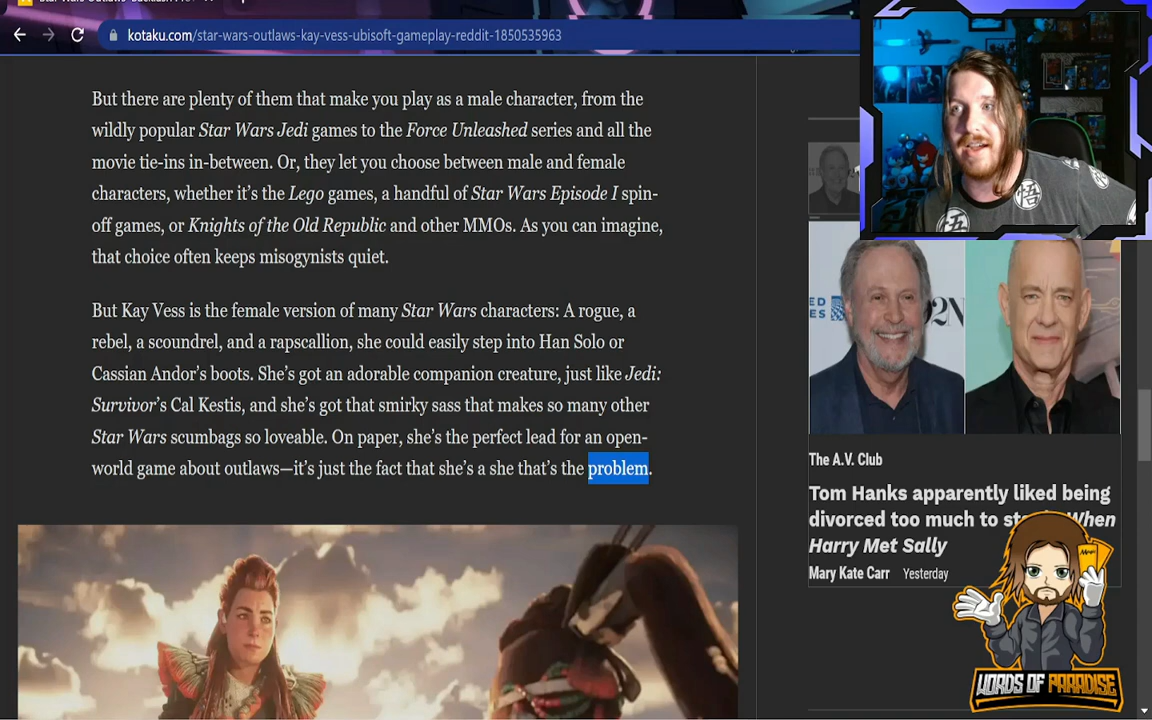 kotaku.com/star-wars-outlaws-kay-vess-ubisoft-gameplay-reddit-1850535963
But there are plenty of them that make you play as a male character, from the
wildly popular Star Wars Jedi games to the Force Unleashed series and all the
movie tie-ins in-between. Or, they let you choose between male and female
characters, whether it's the Lego games, a handful of Star Wars Episode I spin-
off games, or Knights of the Old Republic and other MMOs. As you can imagine,
that choice often keeps misogynists quiet.
But Kay Vess is the female version of many Star Wars characters: A rogue, a
rebel, a scoundrel, and a rapscallion, she could easily step into Han Solo or
Cassian Andor's boots. She's got an adorable companion creature, just like Jedi:
Survivor's Cal Kestis, and she's got that smirky sass that makes so many other
Star Wars scumbags so loveable. On paper, she's the perfect lead for an open-
world game about outlaws—it's just the fact that she's a she that's the problem.
The A.V. Club
Tom Hanks apparently liked being
divorced too much to When
Harry Met Sally
Mary Kate Carr Yesterday
WORDS OF PARADISE